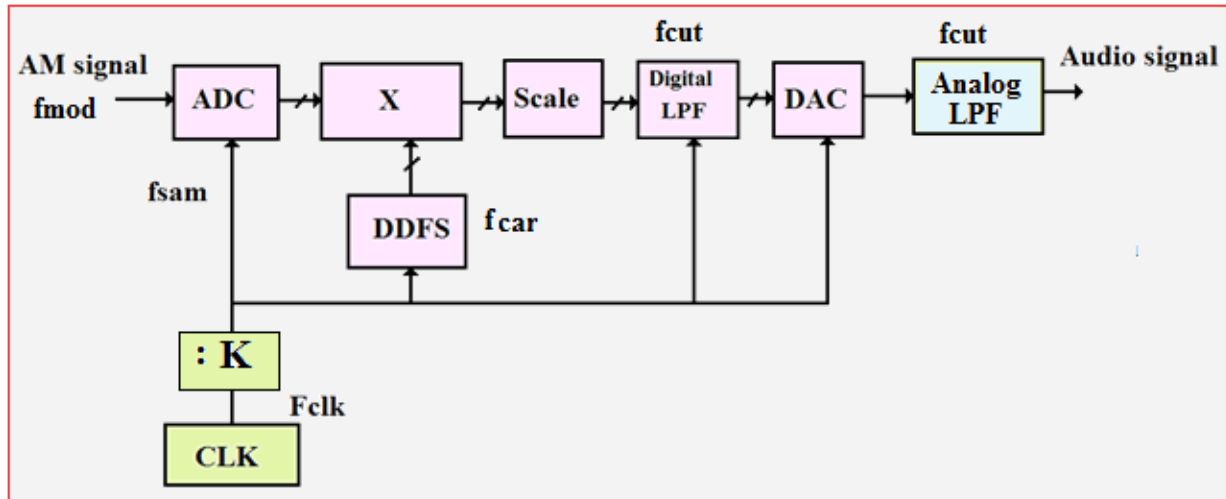 fcut
fcut
AM signal
fmod
ADC
X
Scale
Digital
LPF
DAC
Analog
LPF
Audio signal
fsam
DDFS
fcar
: K
Fclk
CLK